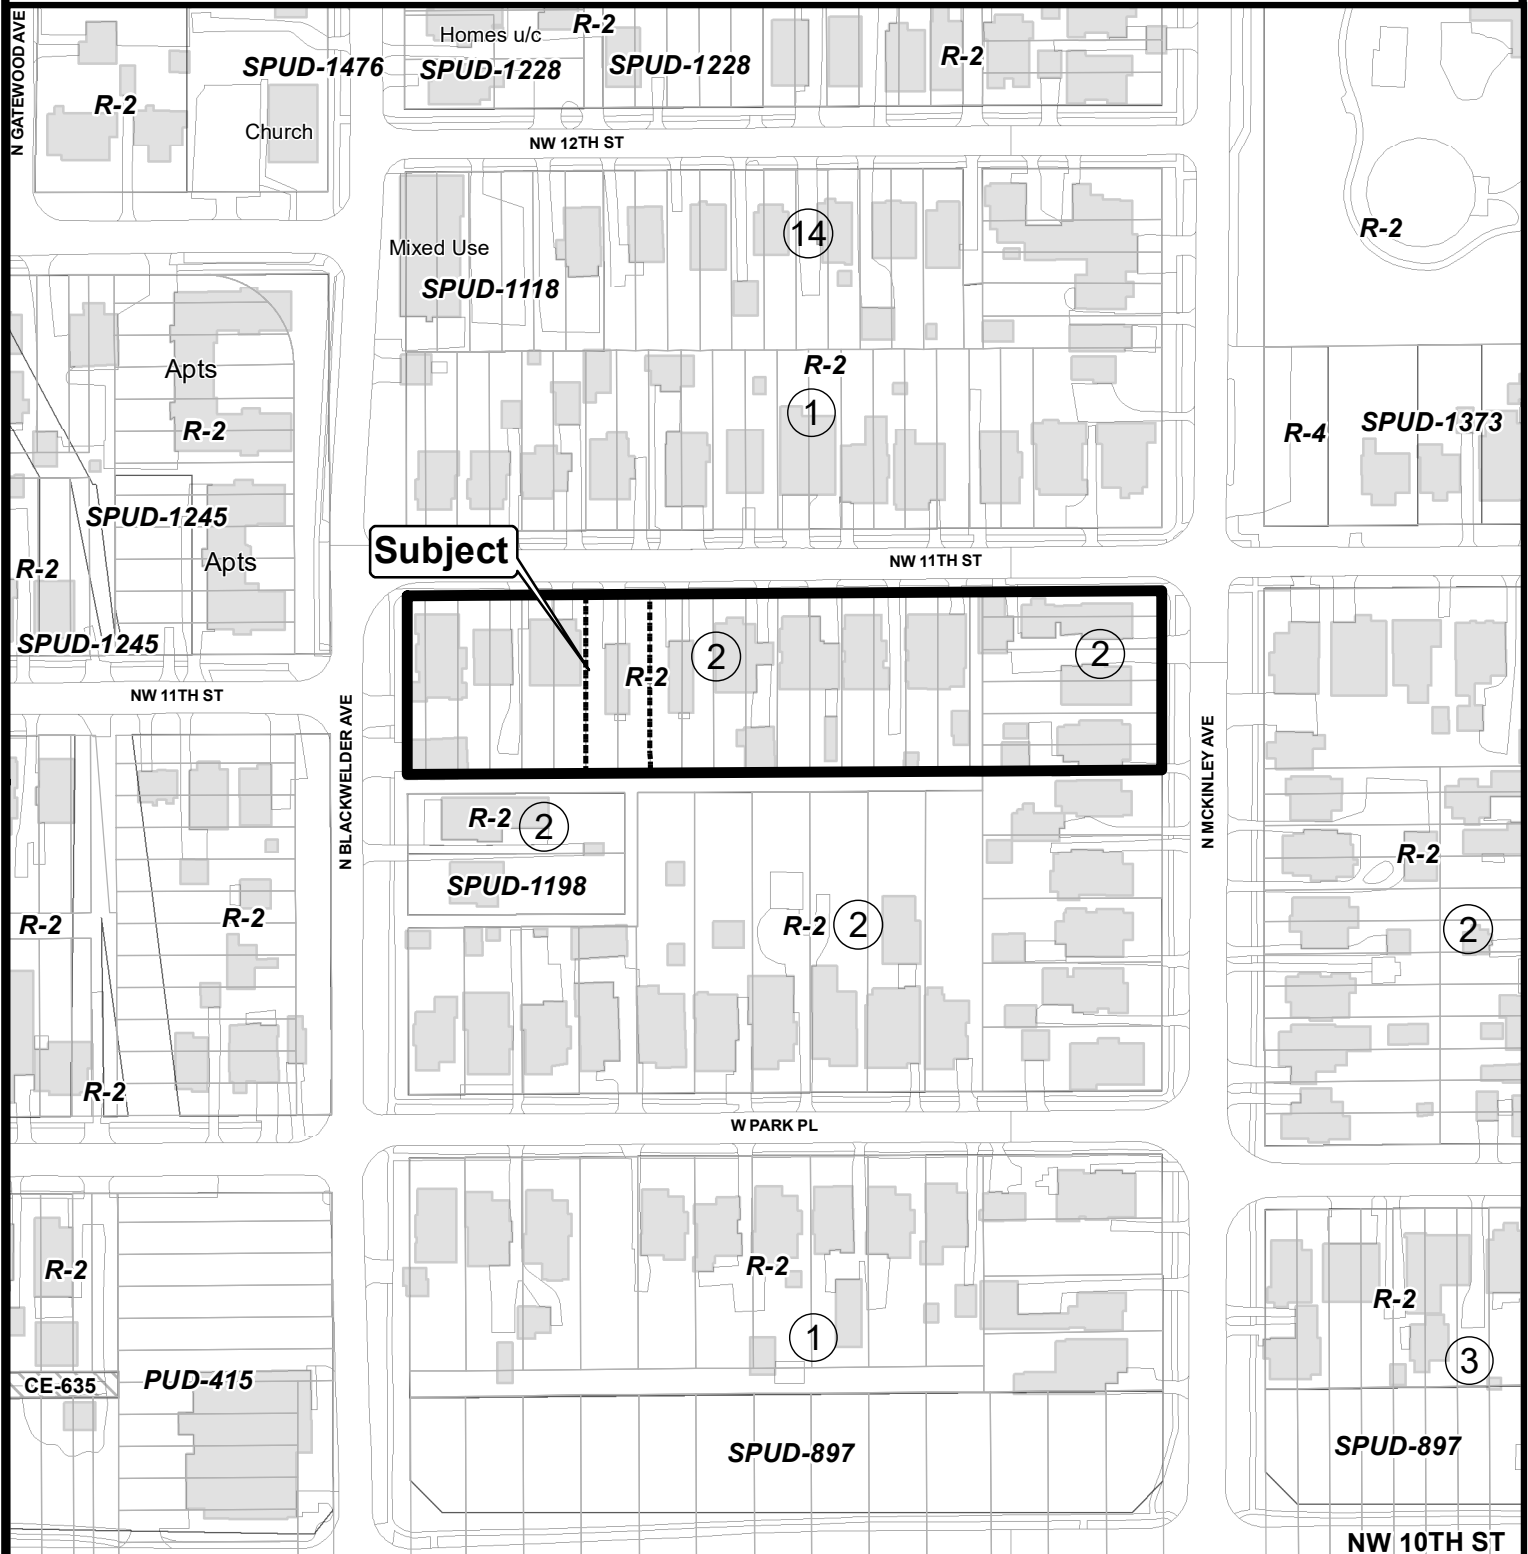 N GATEWOOD AVE
Homes u/c
R-2
SPUD-1476
SPUD-1228
SPUD-1228
R-2
R-2
Church
NW 12TH ST
14
R-2
Mixed Use
SPUD-1118
Apts
R-2
R-2
1
R-4
SPUD-1373
SPUD-1245
Apts
R-2
Subject
NW 11TH ST
SPUD-1245
R-2
2
2
NW 11TH ST
N BLACKWELDER AVE
N MCKINLEY AVE
R-2
2
R-2
SPUD-1198
R-2
R-2
R-2
2
2
R-2
W PARK PL
R-2
R-2
R-2
1
3
CE-635
PUD-415
SPUD-897
SPUD-897
NW 10TH ST